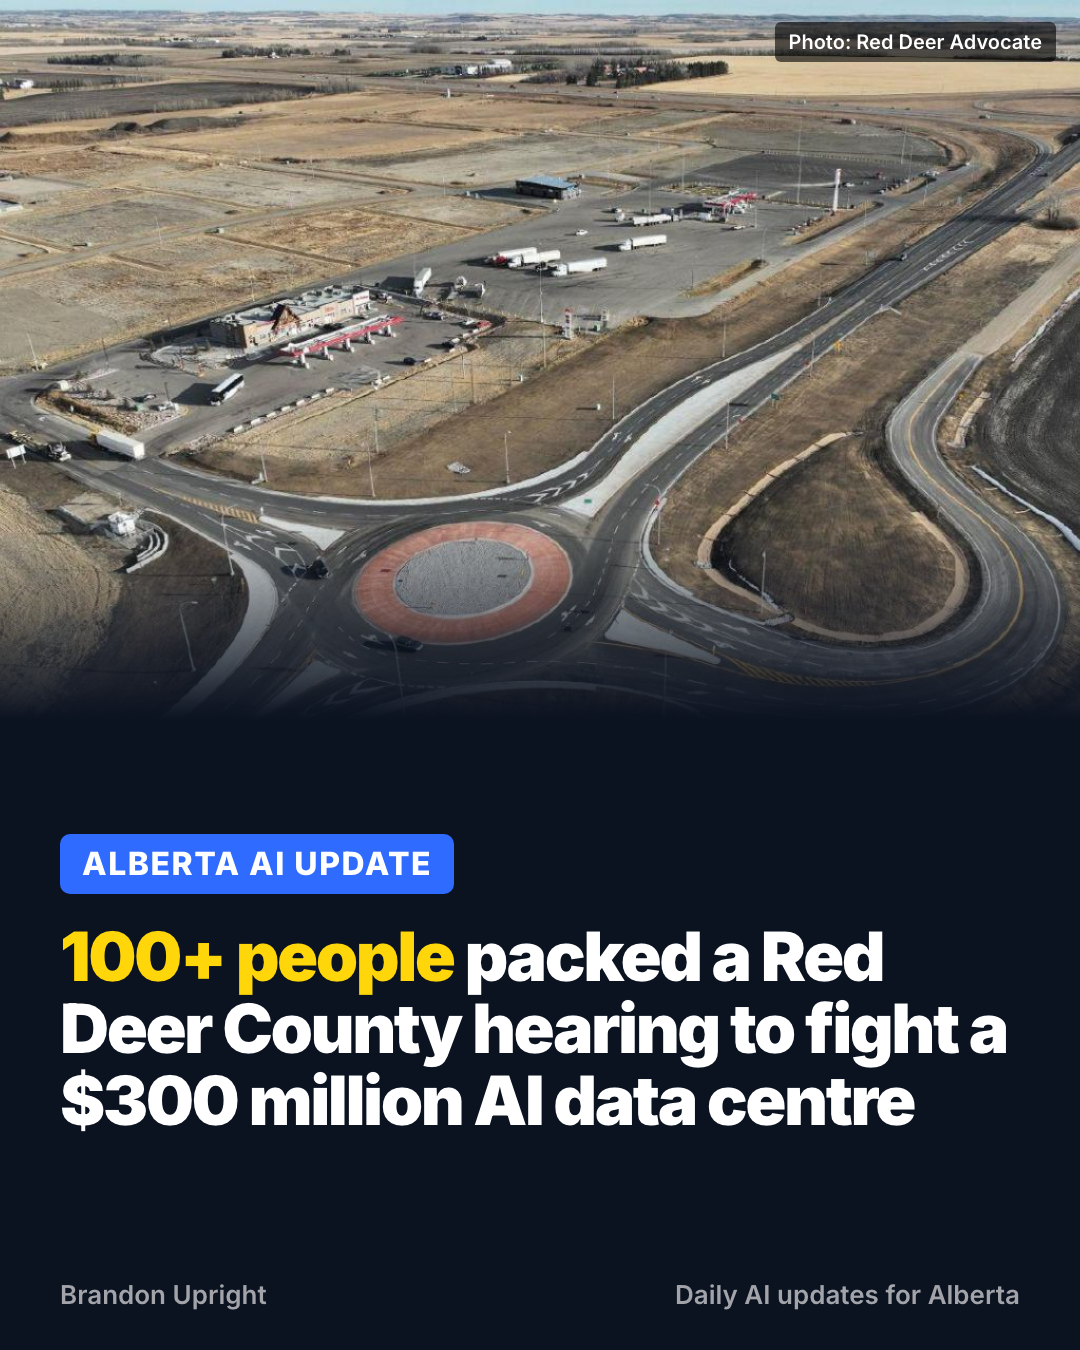 Photo: Red Deer Advocate
ALBERTA AI UPDATE
100+ people packed a Red
Deer County hearing to fight a
$300 million AI data centre
Brandon Upright
Daily AI updates for Alberta